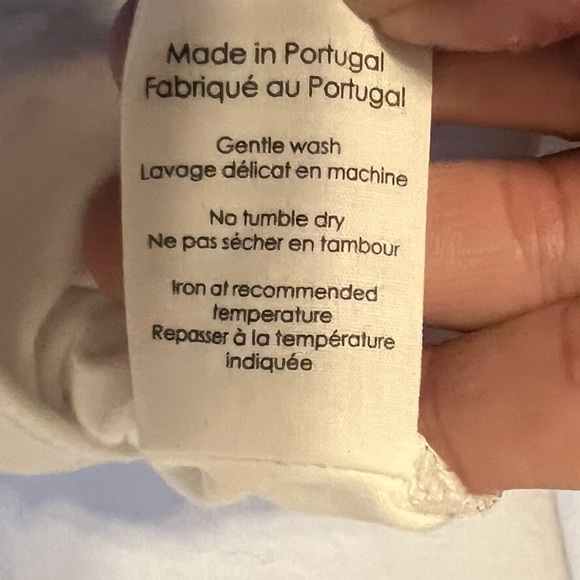 Made in Portugal
Fabriqué au Portugal
Gentle wash
Lavage délicat en machine
No tumble dry
Ne pas sécher en tambour
Iron at recommended
temperature
Repasser à la température
indiquée